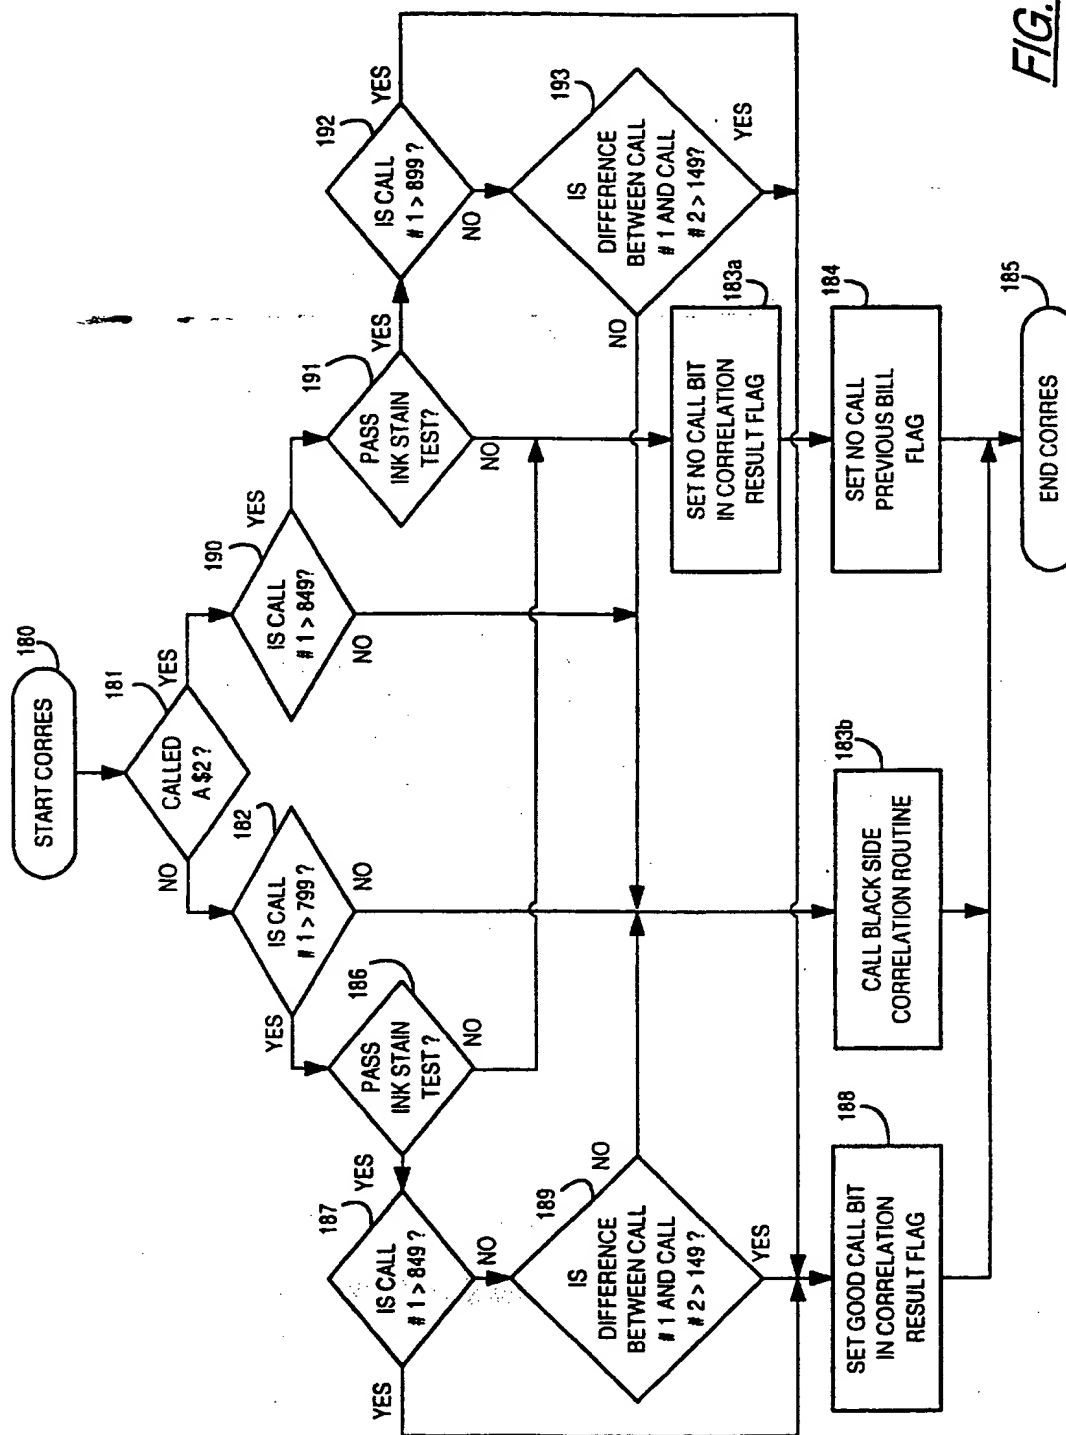 START CORRES
180
CALLED
A $2 ?
181
NO
YES
IS CALL
# 1 > 799 ?
182
YES
NO
IS CALL
# 1 > 849?
190
YES
NO
PASS
INK STAIN
TEST ?
186
YES
NO
PASS
INK STAIN
TEST?
191
YES
NO
IS CALL
# 1 > 849 ?
187
YES
NO
IS CALL
# 1 > 899 ?
192
YES
NO
IS
DIFFERENCE
BETWEEN CALL
# 1 AND CALL
# 2 > 149 ?
189
NO
YES
IS
DIFFERENCE
BETWEEN CALL
# 1 AND CALL
# 2 > 149?
193
NO
YES
SET GOOD CALL BIT
IN CORRELATION
RESULT FLAG
188
CALL BLACK SIDE
CORRELATION ROUTINE
183b
SET NO CALL BIT
IN CORRELATION
RESULT FLAG
183a
SET NO CALL
PREVIOUS BILL
FLAG
184
END CORRES
185
FIG.